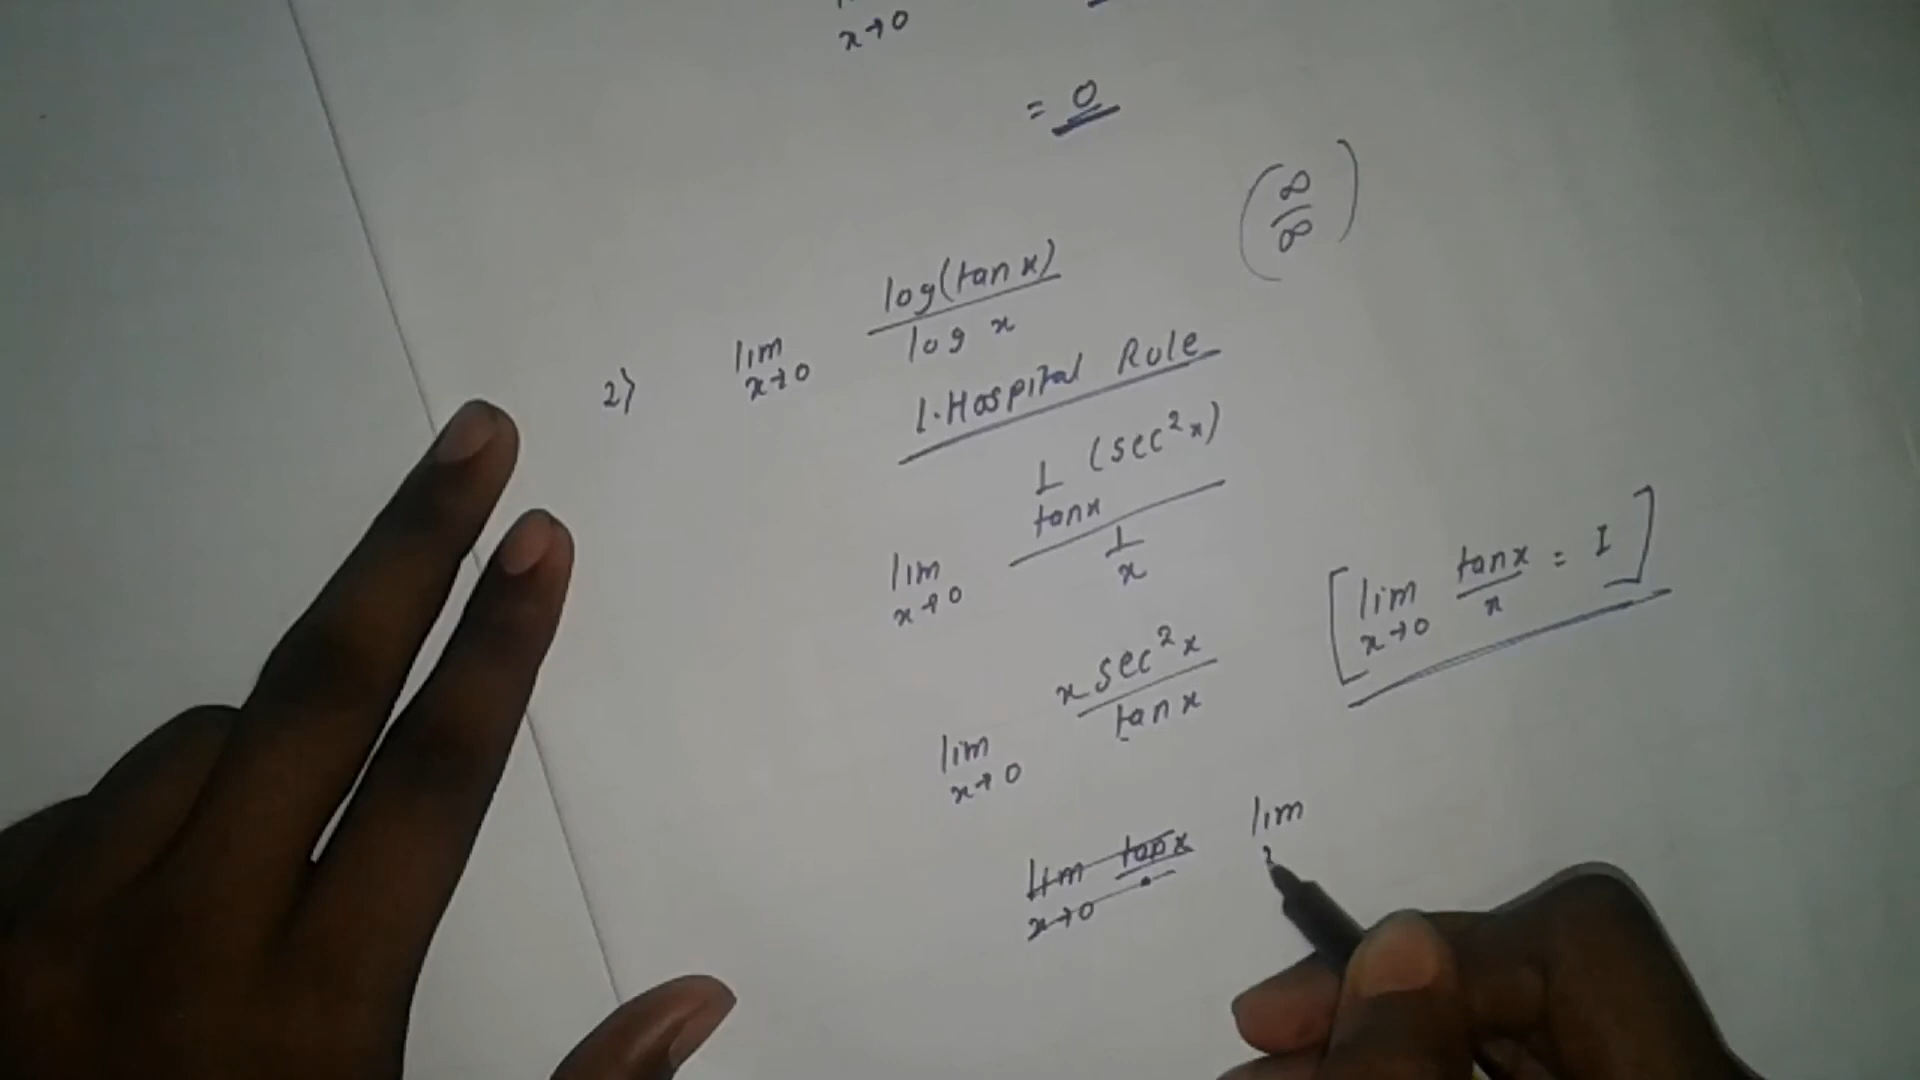 x→0
= 0
(∞/∞)
2) lim x→0 log(tan x) / log x
L.Hospital Rule
lim x→0 1/tanx (sec²x) / 1/x
[lim x→0 tanx/x = 1]
lim x→0 x sec²x / tan x
lim x→0 tanx lim